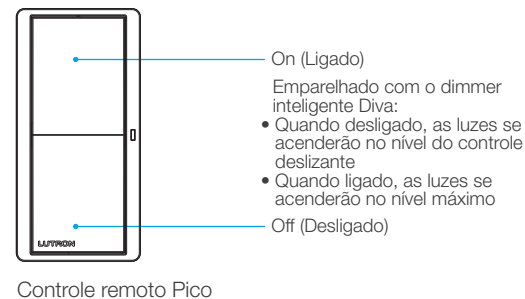 On (Ligado)
Emparelhado com o dimmer
inteligente Diva:
• Quando desligado, as luzes se
acenderão no nível do controle
deslizante
• Quando ligado, as luzes se
acenderão no nível máximo
Off (Desligado)
LUTRON
Controle remoto Pico